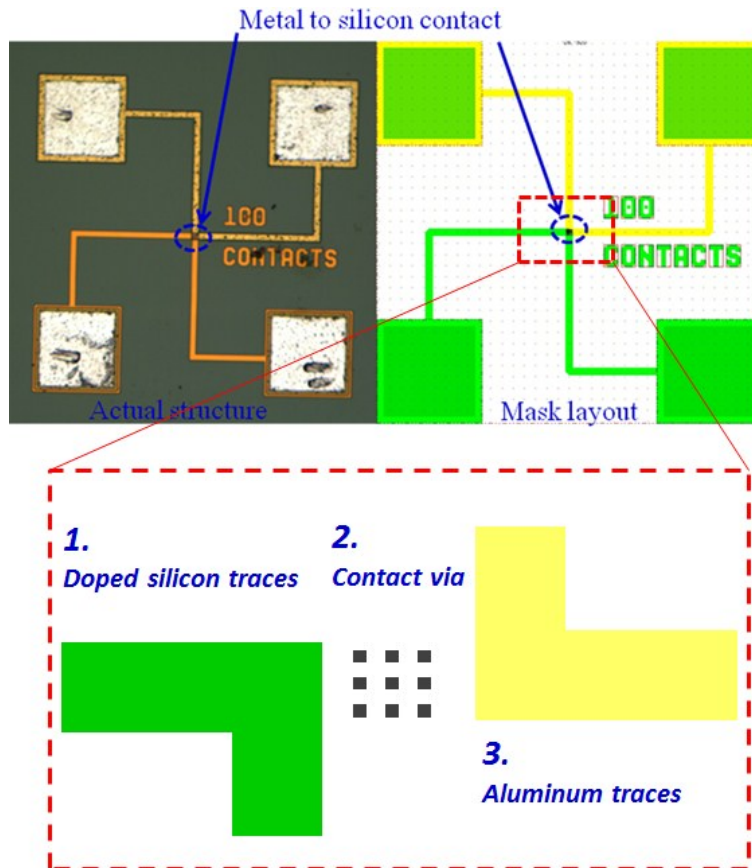 Metal to silicon contact
100
CONTACTS
100
CONTACTS
Actual structure
Mask layout
1.
Doped silicon traces
2.
Contact via
3.
Aluminum traces